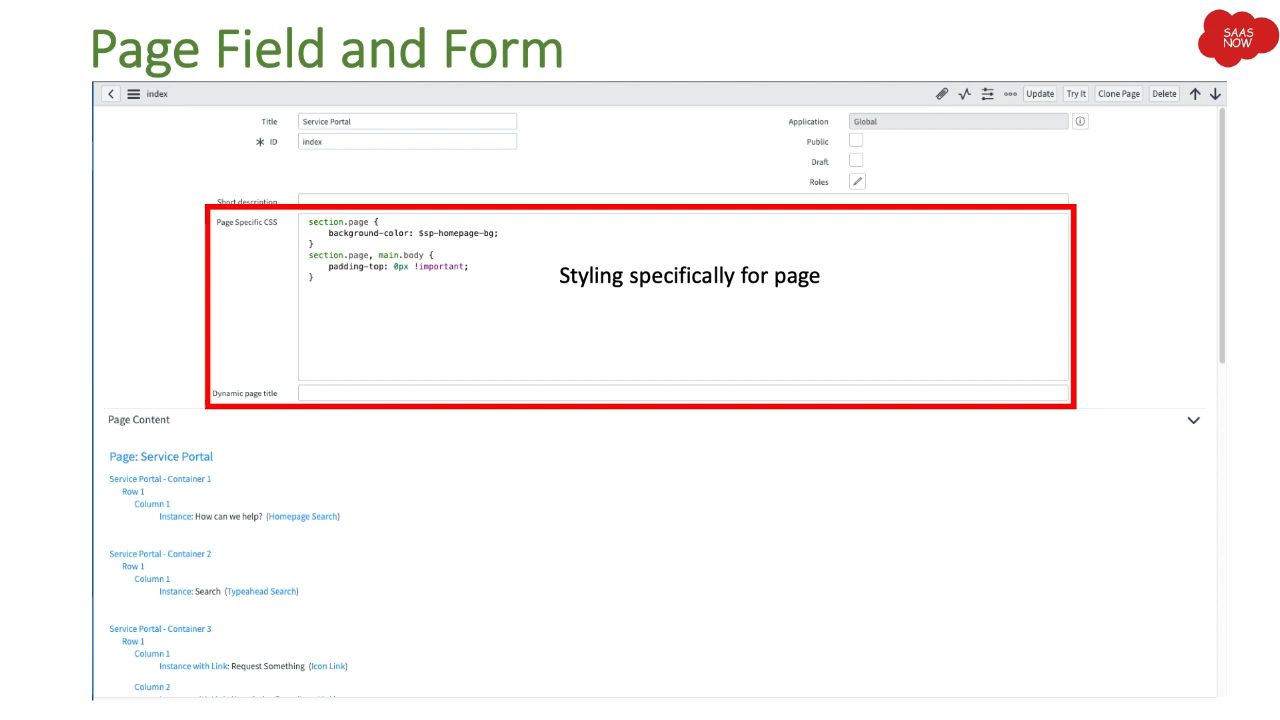 Page Field and Form
SAAS
NOW
index
Update
Try It
Clone Page
Delete
Title
Service Portal
Application
Global
ID
index
Public
Draft
Roles
Short description
Page Specific CSS
section.page {
background-color: $sp-homepage-bg;
}
section.page, main.body {
padding-top: 0px !important;
}
Styling specifically for page
Dynamic page title
Page Content
Page: Service Portal
Service Portal - Container 1
Row 1
Column 1
Instance: How can we help? (Homepage Search)
Service Portal - Container 2
Row 1
Column 1
Instance: Search (Typeahead Search)
Service Portal - Container 3
Row 1
Column 1
Instance with Link: Request Something (Icon Link)
Column 2